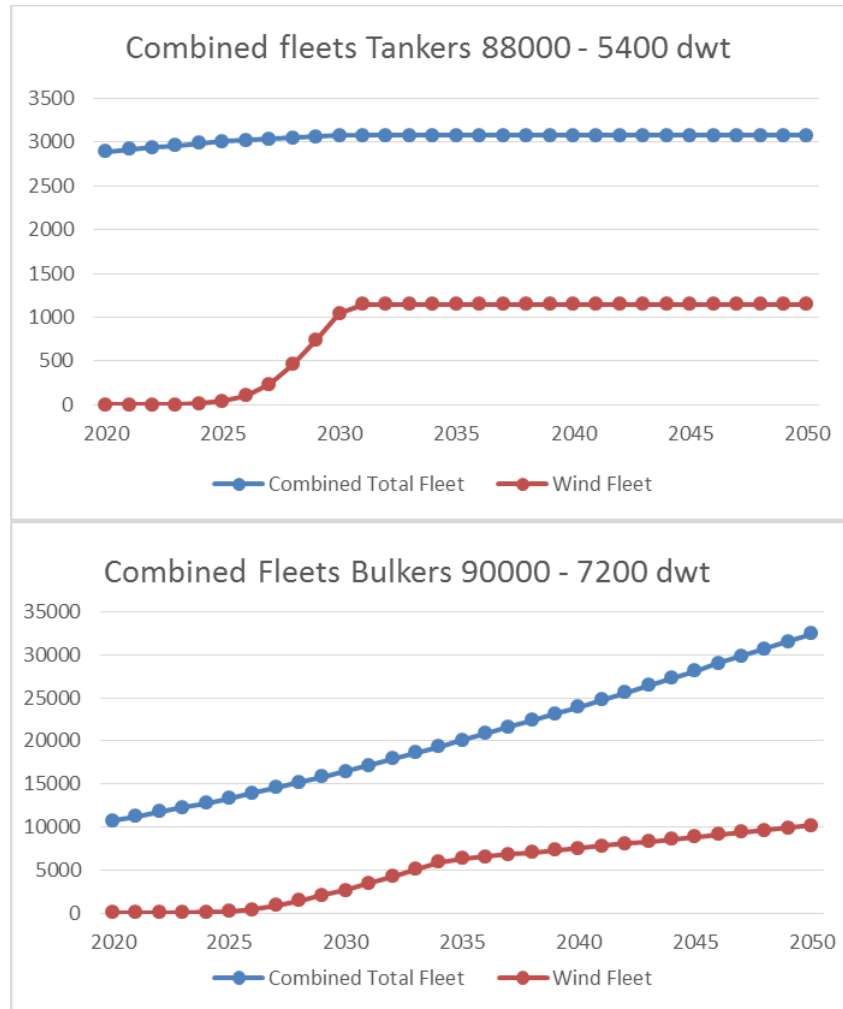 Combined fleets Tankers 88000 - 5400 dwt
3500
3000
2500
2000
1500
1000
500
0
2020 2025 2030 2035 2040 2045 2050
Combined Total Fleet Wind Fleet
Combined Fleets Bulkers 90000 - 7200 dwt
35000
30000
25000
20000
15000
10000
5000
0
2020 2025 2030 2035 2040 2045 2050
Combined Total Fleet Wind Fleet